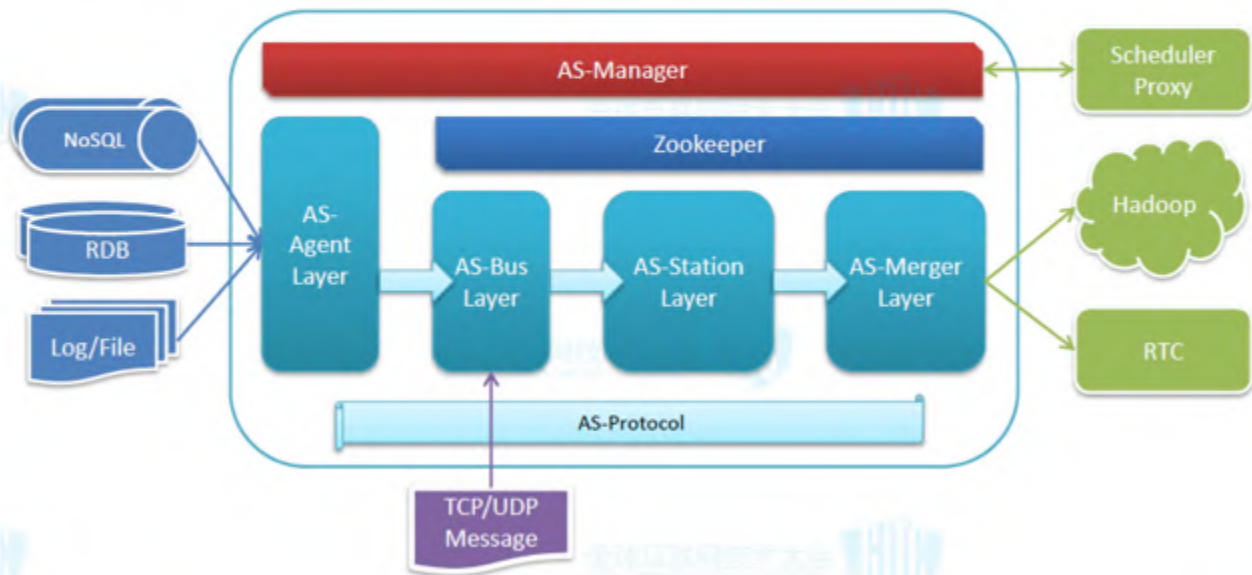 AS-Manager
Scheduler
Proxy
NoSQL
Zookeeper
AS-
Agent
Layer
RDB
AS-Bus
Layer
AS-Station
Layer
AS-Merger
Layer
Hadoop
Log/File
RTC
AS-Protocol
TCP/UDP
Message